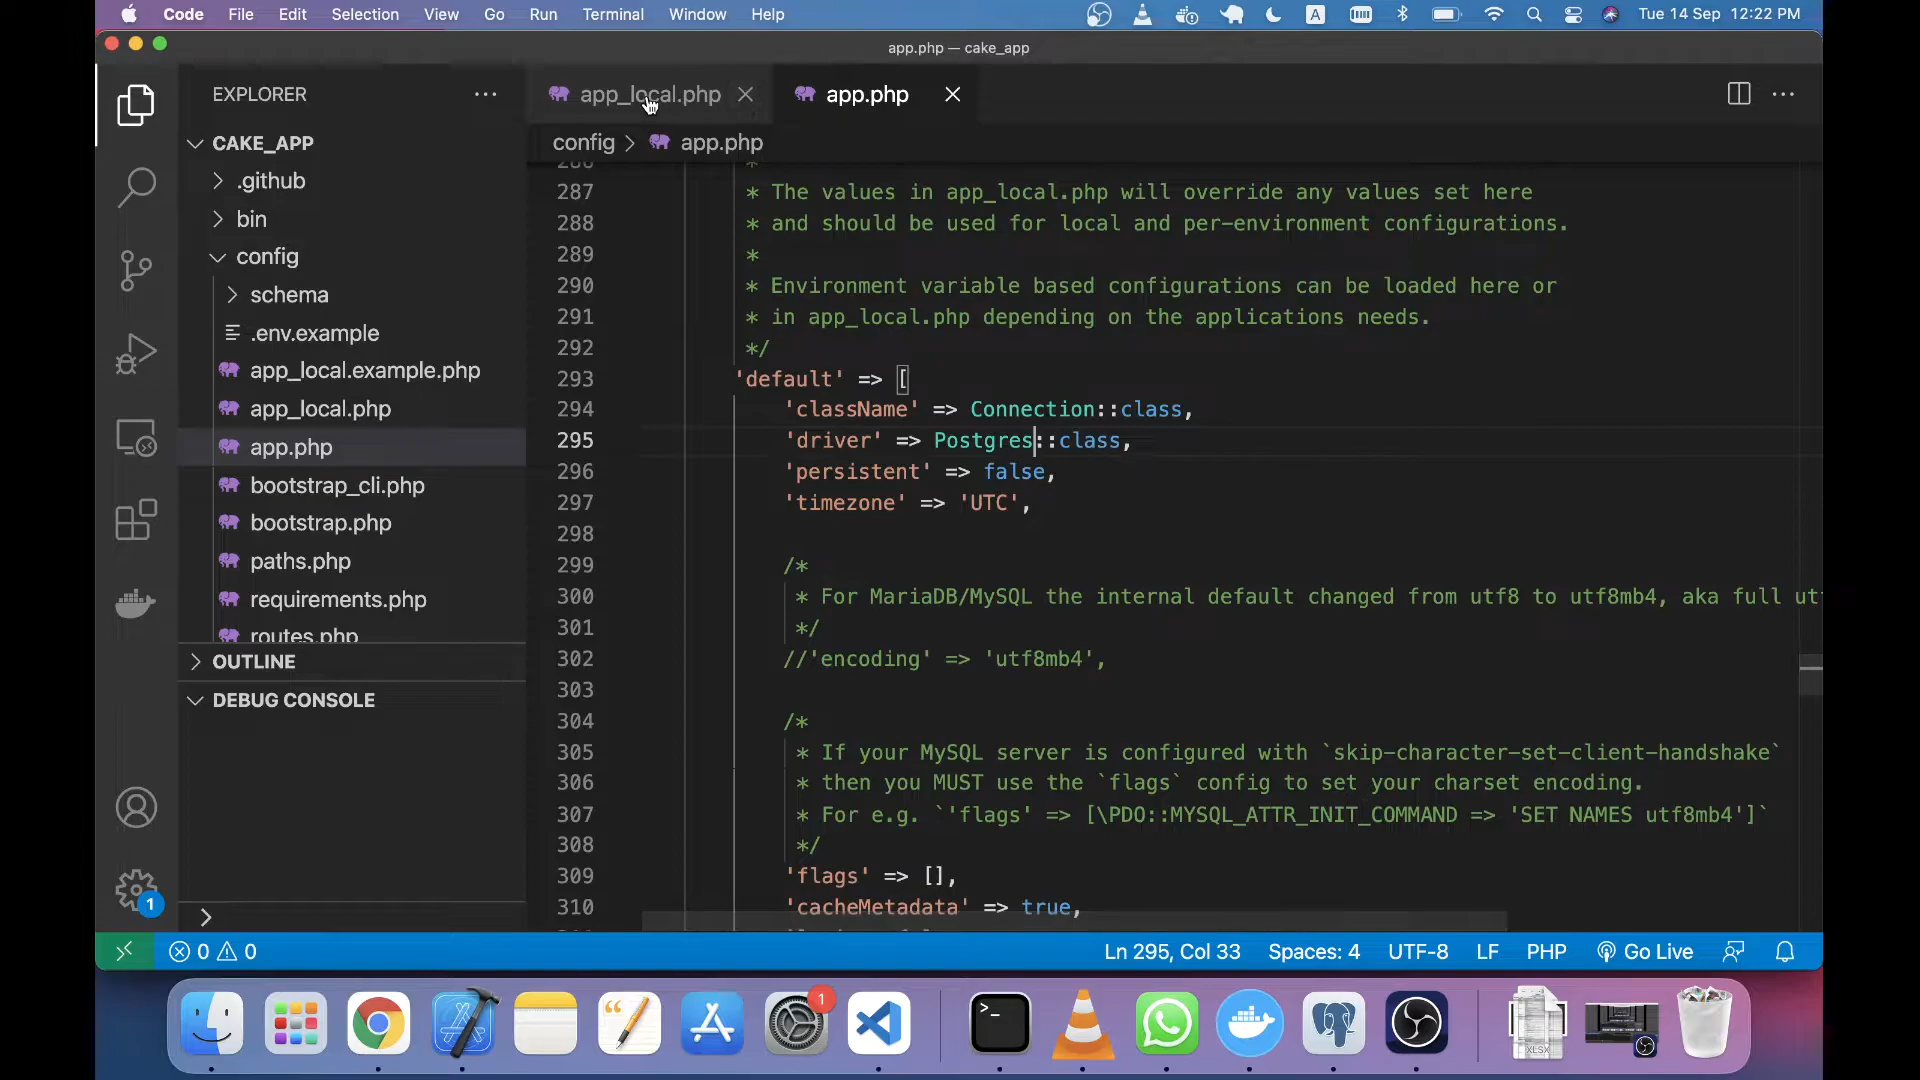 Code File Edit Selection View Go Run Terminal Window Help A Tue 14 Sep 12:22 PM
app.php — cake_app
EXPLORER
app_local.php
app.php
config > app.php
CAKE_APP
.github
bin
config
schema
.env.example
app_local.example.php
app_local.php
app.php
bootstrap_cli.php
bootstrap.php
paths.php
requirements.php
routes.php
OUTLINE
DEBUG CONSOLE
286 *
287 * The values in app_local.php will override any values set here
288 * and should be used for local and per-environment configurations.
289 *
290 * Environment variable based configurations can be loaded here or
291 * in app_local.php depending on the applications needs.
292 */
293 'default' => [
294 'className' => Connection::class,
295 'driver' => Postgres::class,
296 'persistent' => false,
297 'timezone' => 'UTC',
298
299 /*
300 * For MariaDB/MySQL the internal default changed from utf8 to utf8mb4, aka full ut
301 */
302 //'encoding' => 'utf8mb4',
303
304 /*
305 * If your MySQL server is configured with `skip-character-set-client-handshake`
306 * then you MUST use the `flags` config to set your charset encoding.
307 * For e.g. `'flags' => [\PDO::MYSQL_ATTR_INIT_COMMAND => 'SET NAMES utf8mb4']`
308 */
309 'flags' => [],
310 'cacheMetadata' => true,
1
0 0 Ln 295, Col 33 Spaces: 4 UTF-8 LF PHP Go Live
1
>_
XLSX